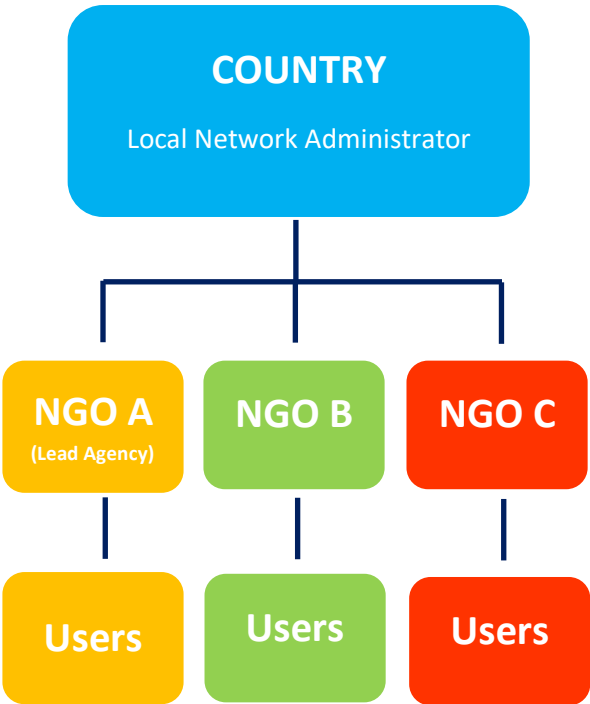 COUNTRY
Local Network Administrator
NGO A
(Lead Agency)
NGO B
NGO C
Users
Users
Users